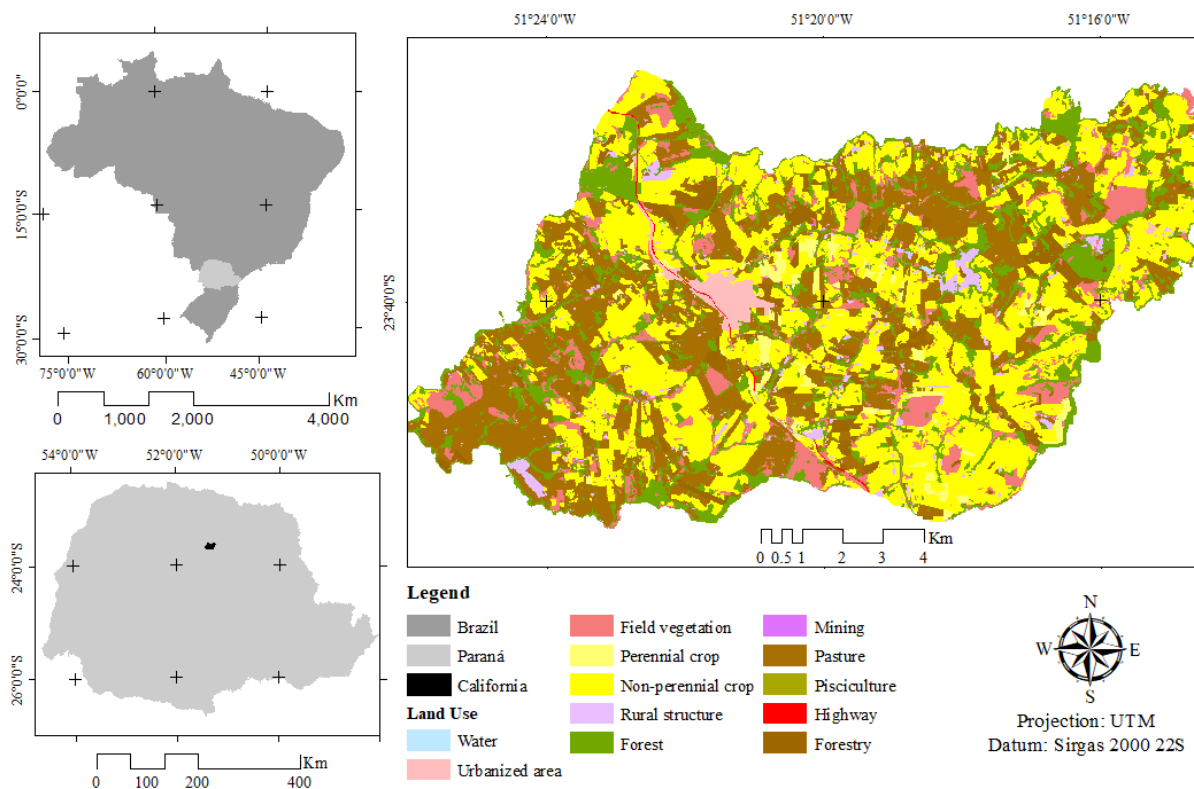 0°0'0"
15°0'0"S
30°0'0"S
75°0'0"W 60°0'0"W 45°0'0"W
Km
0 1,000 2,000 4,000
54°0'0"W 52°0'0"W 50°0'0"W
24°0'0"S
26°0'0"S
Km
0 100 200 400
51°24'0"W 51°20'0"W 51°16'0"W
23°40'0"S
Km
0 0.5 1 2 3 4
Legend
Brazil
Paraná
California
Land Use
Water
Urbanized area
Field vegetation
Perennial crop
Non-perennial crop
Rural structure
Forest
Mining
Pasture
Pisciculture
Highway
Forestry
N
W E
S
Projection: UTM
Datum: Sirgas 2000 22S